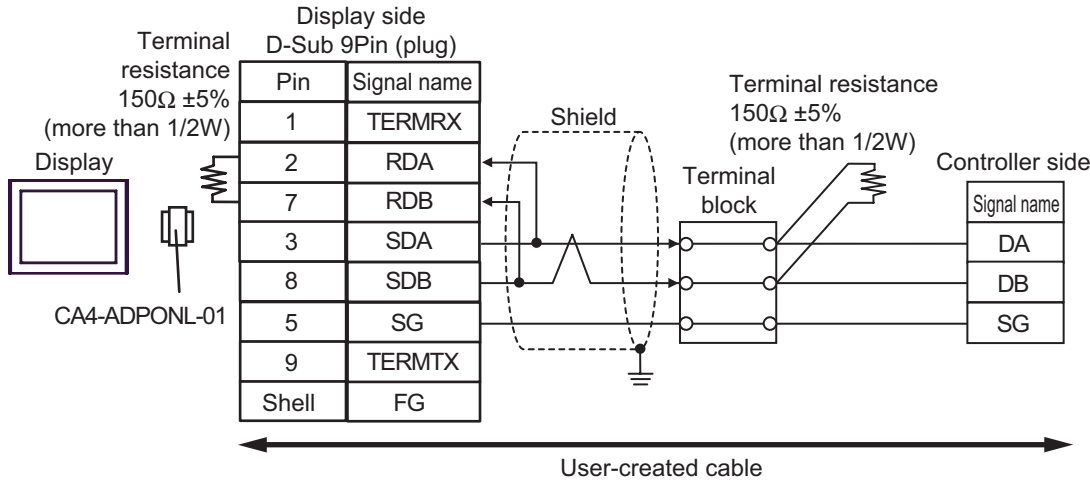 Display side
D-Sub 9Pin (plug)
Terminal
resistance
150Ω ±5%
(more than 1/2W)
Display
CA4-ADPONL-01
Pin Signal name
1 TERMRX
2 RDA
7 RDB
3 SDA
8 SDB
5 SG
9 TERMTX
Shell FG
Shield
Terminal
block
Terminal resistance
150Ω ±5%
(more than 1/2W)
Controller side
Signal name
DA
DB
SG
User-created cable